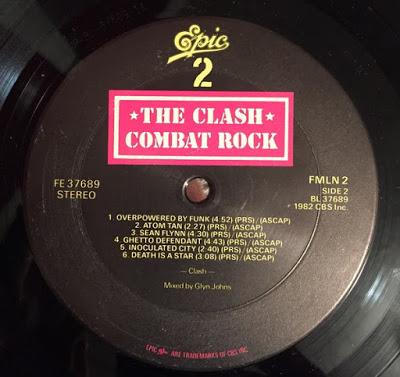 Epic
2
★THE CLASH★
COMBAT ROCK
FE 37689
STEREO
FMLN 2
SIDE 2
BL 37689
1982 CBS Inc.
1. OVERPOWERED BY FUNK (4:52) (PRS)/(ASCAP)
2. ATOM TAN (2:27) (PRS)/(ASCAP)
3. SEAN FLYNN (4:30) (PRS)/(ASCAP)
4. GHETTO DEFENDANT (4:43) (PRS)/(ASCAP)
5. INOCULATED CITY (2:40) (PRS)/(ASCAP)
6. DEATH IS A STAR (3:08) (PRS)/(ASCAP)
— Clash —
Mixed by Glyn Johns
EPIC ARE TRADEMARKS OF CBS INC.